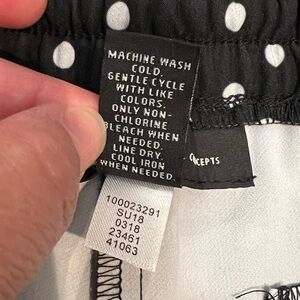 MACHINE WASH
COLD.
GENTLE CYCLE
WITH LIKE
COLORS.
ONLY NON-
CHLORINE
BLEACH WHEN
NEEDED.
LINE DRY.
COOL IRON
WHEN NEEDED.
100023291
SU18
0318
23461
41063